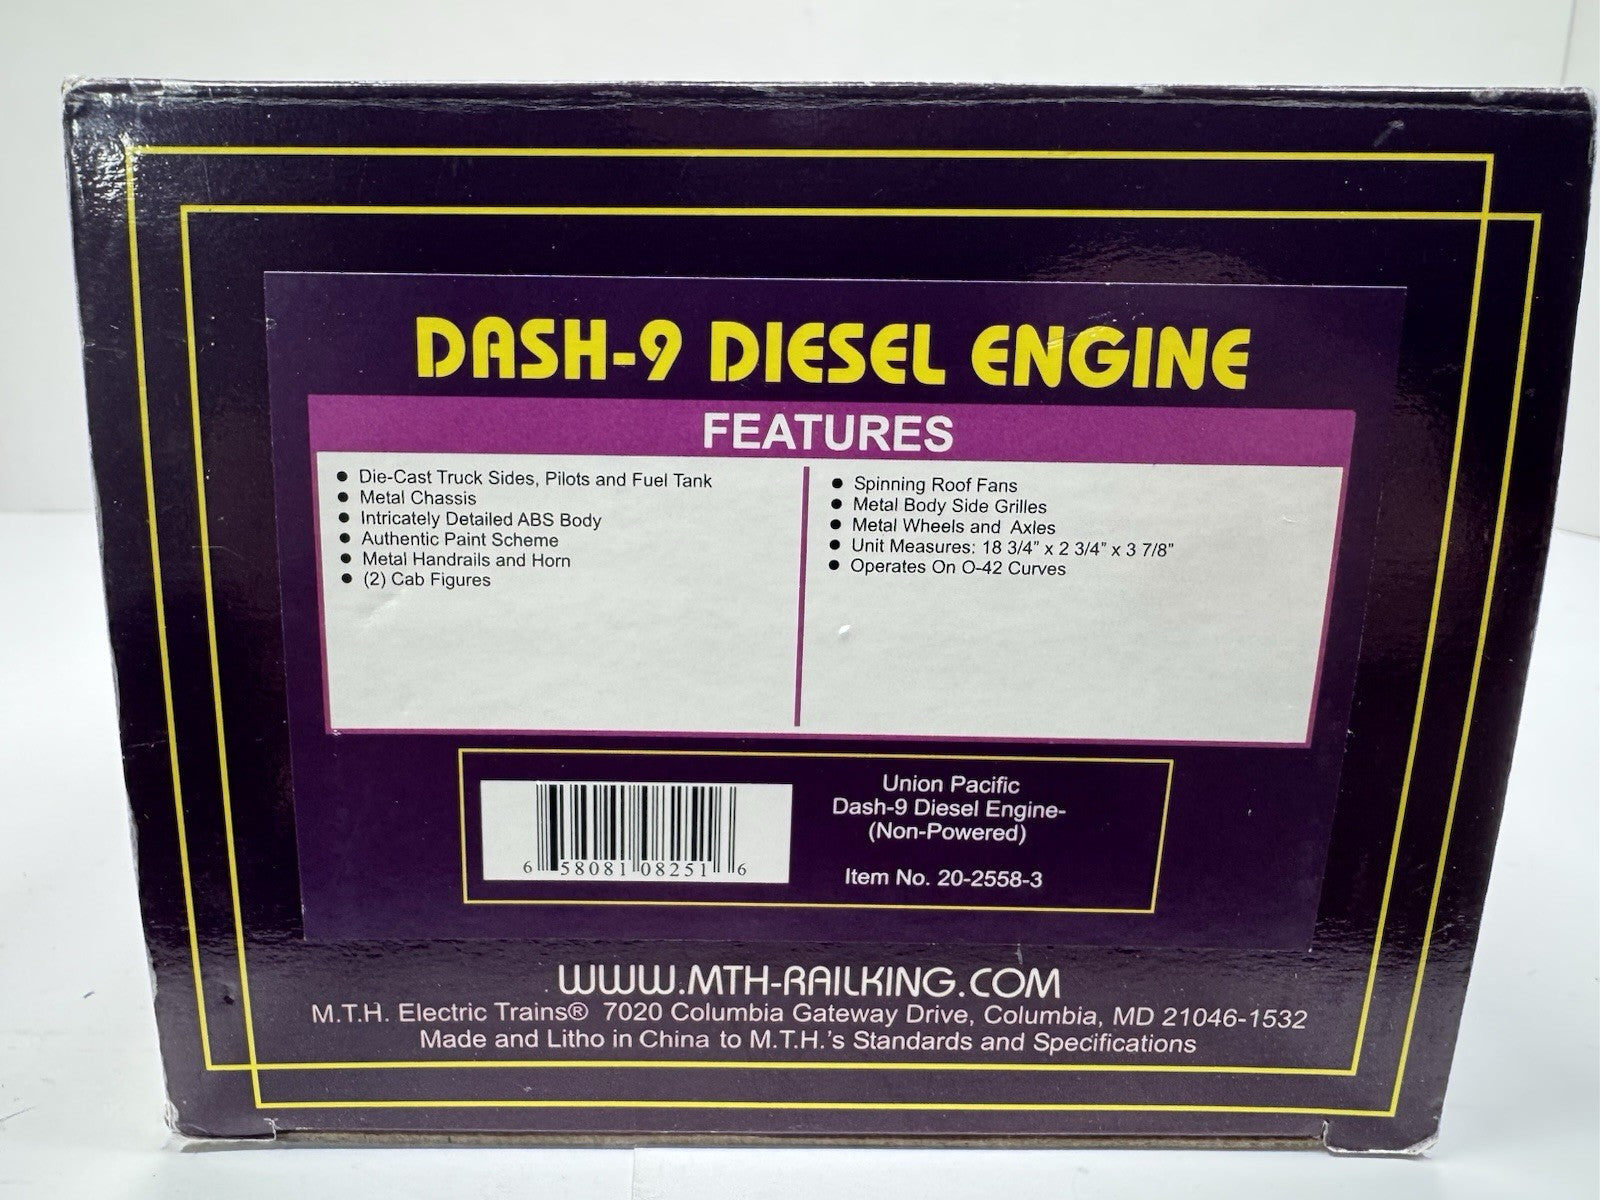 DASH-9 DIESEL ENGINE
FEATURES
● Die-Cast Truck Sides, Pilots and Fuel Tank
● Metal Chassis
● Intricately Detailed ABS Body
● Authentic Paint Scheme
● Metal Handrails and Horn
● (2) Cab Figures
● Spinning Roof Fans
● Metal Body Side Grilles
● Metal Wheels and Axles
● Unit Measures: 18 3/4" x 2 3/4" x 3 7/8"
● Operates On O-42 Curves
6 58081 08251 6
Union Pacific
Dash-9 Diesel Engine-
(Non-Powered)
Item No. 20-2558-3
WWW.MTH-RAILKING.COM
M.T.H. Electric Trains® 7020 Columbia Gateway Drive, Columbia, MD 21046-1532
Made and Litho in China to M.T.H.'s Standards and Specifications